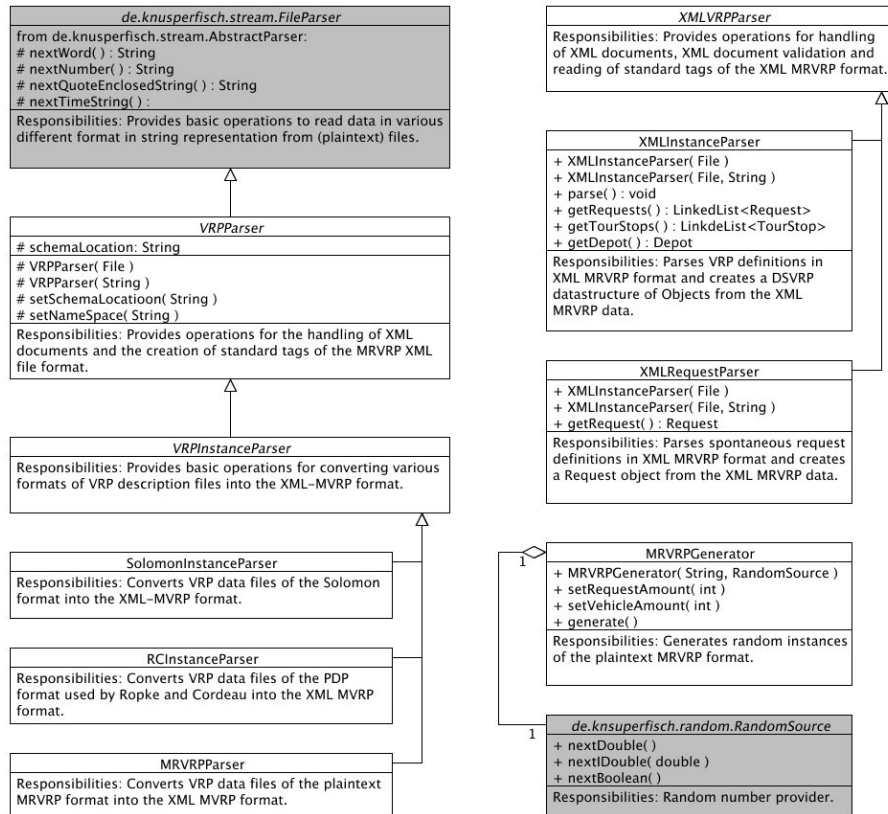 de.knusperfisch.stream.FileParser
from de.knusperfisch.stream.AbstractParser:
# nextWord( ) : String
# nextNumber( ) : String
# nextQuoteEnclosedString( ) : String
# nextTimeString( ) :
Responsibilities: Provides basic operations to read data in various
different format in string representation from (plaintext) files.
VRPParser
# schemaLocation: String
# VRPParser( File )
# VRPParser( String )
# setSchemaLocatioon( String )
# setNameSpace( String )
Responsibilities: Provides operations for the handling of XML
documents and the creation of standard tags of the MRVRP XML
file format.
VRPInstanceParser
Responsibilities: Provides basic operations for converting various
formats of VRP description files into the XML-MVRP format.
SolomonInstanceParser
Responsibilities: Converts VRP data files of the Solomon
format into the XML-MVRP format.
RCInstanceParser
Responsibilities: Converts VRP data files of the PDP
format used by Ropke and Cordeau into the XML MVRP
format.
MRVRPParser
Responsibilities: Converts VRP data files of the plaintext
MRVRP format into the XML MVRP format.
XMLVRPParser
Responsibilities: Provides operations for handling
of XML documents, XML document validation and
reading of standard tags of the XML MRVRP format.
XMLInstanceParser
+ XMLInstanceParser( File )
+ XMLInstanceParser( File, String )
+ parse( ) : void
+ getRequests( ) : LinkedList<Request>
+ getTourSops( ) : LinkdeList<TourStop>
+ getDepot( ) : Depot
Responsibilities: Parses VRP definitions in
XML MRVRP format and creates a DSVRP
datastructure of Objects from the XML
MRVRP data.
XMLRequestParser
+ XMLInstanceParser( File )
+ XMLInstanceParser( File, String )
+ getRequest( ) : Request
Responsibilities: Parses spontaneous request
definitions in XML MRVRP format and creates
a Request object from the XML MRVRP data.
1
MRVRPGenerator
+ MRVRPGenerator( String, RandomSource )
+ setRequestAmount( int )
+ setVehicleAmount( int )
+ generate( )
Responsibilities: Generates random instances
of the plaintext MRVRP format.
1
de.knsuperfisch.random.RandomSource
+ nextDouble( )
+ nextIDouble( double )
+ nextBoolean( )
Responsibilities: Random number provider.